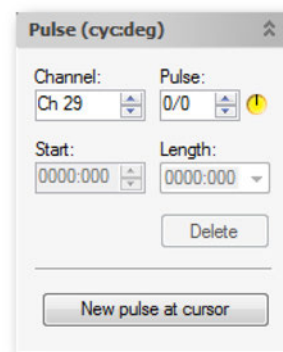 Pulse (cyc:deg)
Channel: Pulse:
Ch 29 0/0
Start: Length:
0000:000 0000:000
Delete
New pulse at cursor